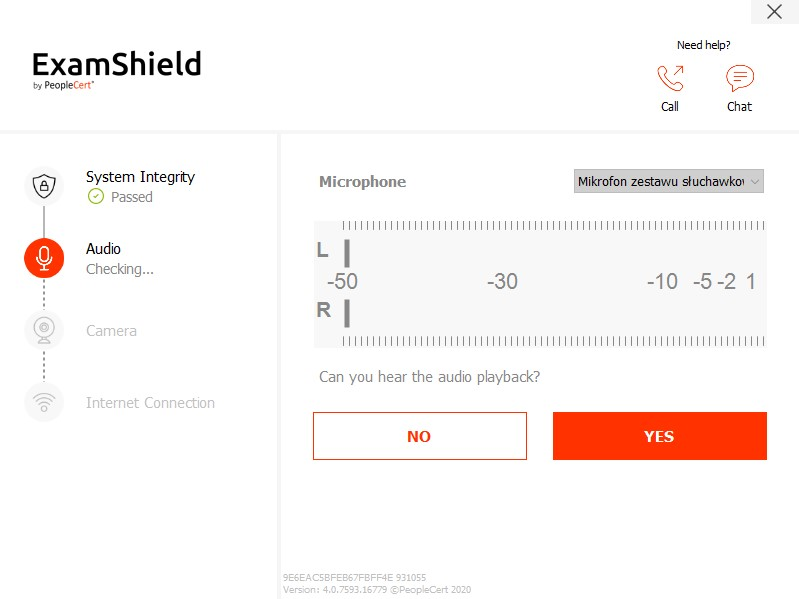 Need help?
ExamShield
by PeopleCert
Call
Chat
System Integrity
Passed
Audio
Checking...
Camera
Internet Connection
Microphone
Mikrofon zestawu słuchawkow
L
-50 -30 -10 -5 -2 1
R
Can you hear the audio playback?
NO
YES
9E6EAC5BFEB67FBFF4E 931055
Version: 4.0.7593.16779 ©PeopleCert 2020